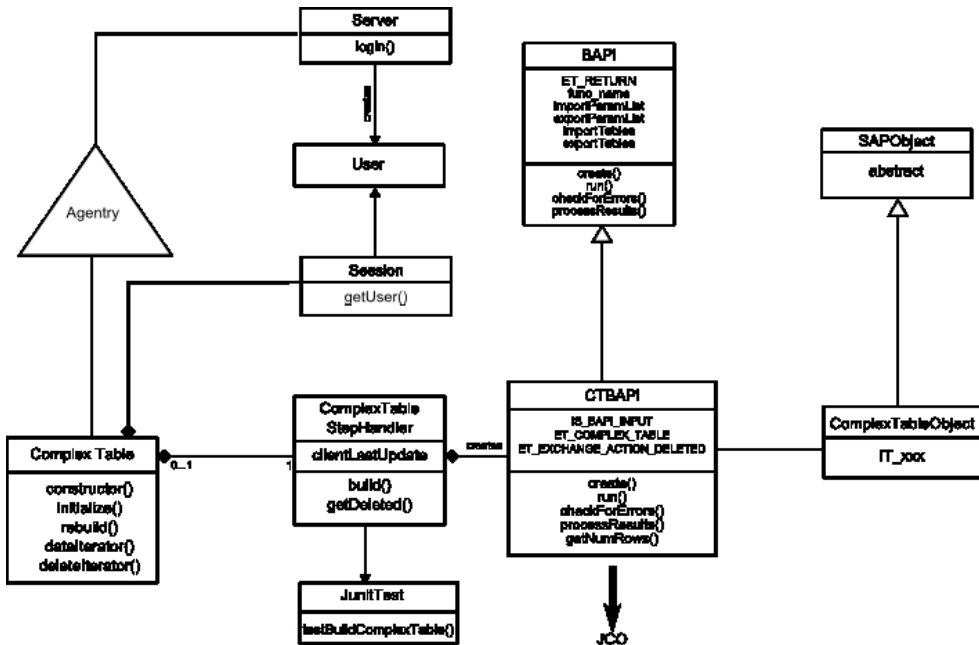 Server
login()
creates
User
Agentry
Session
getUser()
BAPI
ET_RETURN
func_name
importParamList
exportParamList
importTables
exportTables
create()
run()
checkForErrors()
processResults()
SAPObject
abstract
Complex Table
constructor()
initialize()
rebuild()
dataIterator()
deleteIterator()
0...1
1
ComplexTable
StepHandler
clientLastUpdate
build()
getDeleted()
creates
CTBAPI
IS_BAPI_INPUT
ET_COMPLEX_TABLE
ET_EXCHANGE_ACTION_DELETED
create()
run()
checkForErrors()
processResults()
getNumRows()
ComplexTableObject
IT_xxx
JunitTest
testBuildComplexTable()
JCO